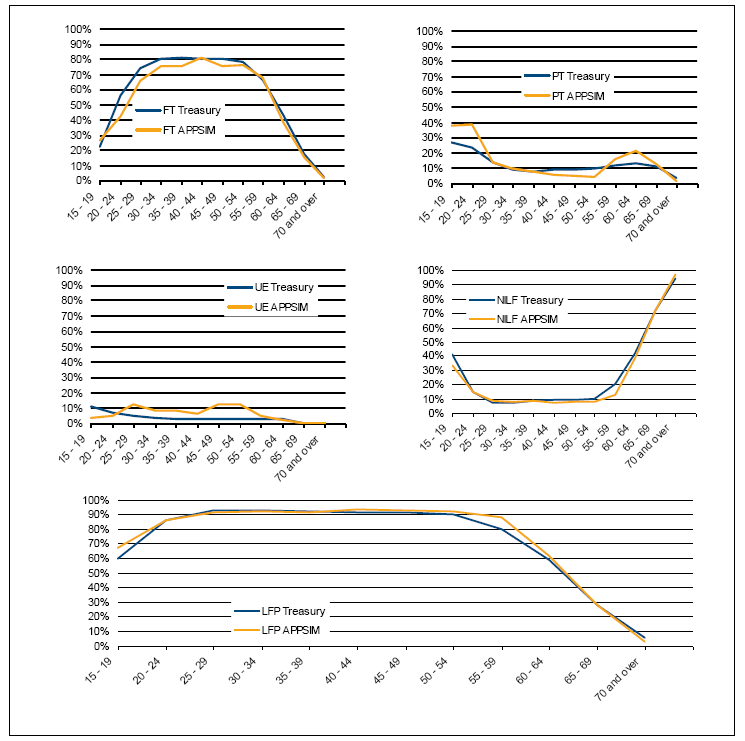 100%
90%
80%
70%
60%
50%
40%
30%
20%
10%
0%
FT Treasury
FT APPSIM
15 - 19
20 - 24
25 - 29
30 - 34
35 - 39
40 - 44
45 - 49
50 - 54
55 - 59
60 - 64
65 - 69
70 and over
100%
90%
80%
70%
60%
50%
40%
30%
20%
10%
0%
PT Treasury
PT APPSIM
15 - 19
20 - 24
25 - 29
30 - 34
35 - 39
40 - 44
45 - 49
50 - 54
55 - 59
60 - 64
65 - 69
70 and over
100%
90%
80%
70%
60%
50%
40%
30%
20%
10%
0%
UE Treasury
UE APPSIM
15 - 19
20 - 24
25 - 29
30 - 34
35 - 39
40 - 44
45 - 49
50 - 54
55 - 59
60 - 64
65 - 69
70 and over
100%
90%
80%
70%
60%
50%
40%
30%
20%
10%
0%
NILF Treasury
NILF APPSIM
15 - 19
20 - 24
25 - 29
30 - 34
35 - 39
40 - 44
45 - 49
50 - 54
55 - 59
60 - 64
65 - 69
70 and over
100%
90%
80%
70%
60%
50%
40%
30%
20%
10%
0%
LFP Treasury
LFP APPSIM
15 - 19
20 - 24
25 - 29
30 - 34
35 - 39
40 - 44
45 - 49
50 - 54
55 - 59
60 - 64
65 - 69
70 and over